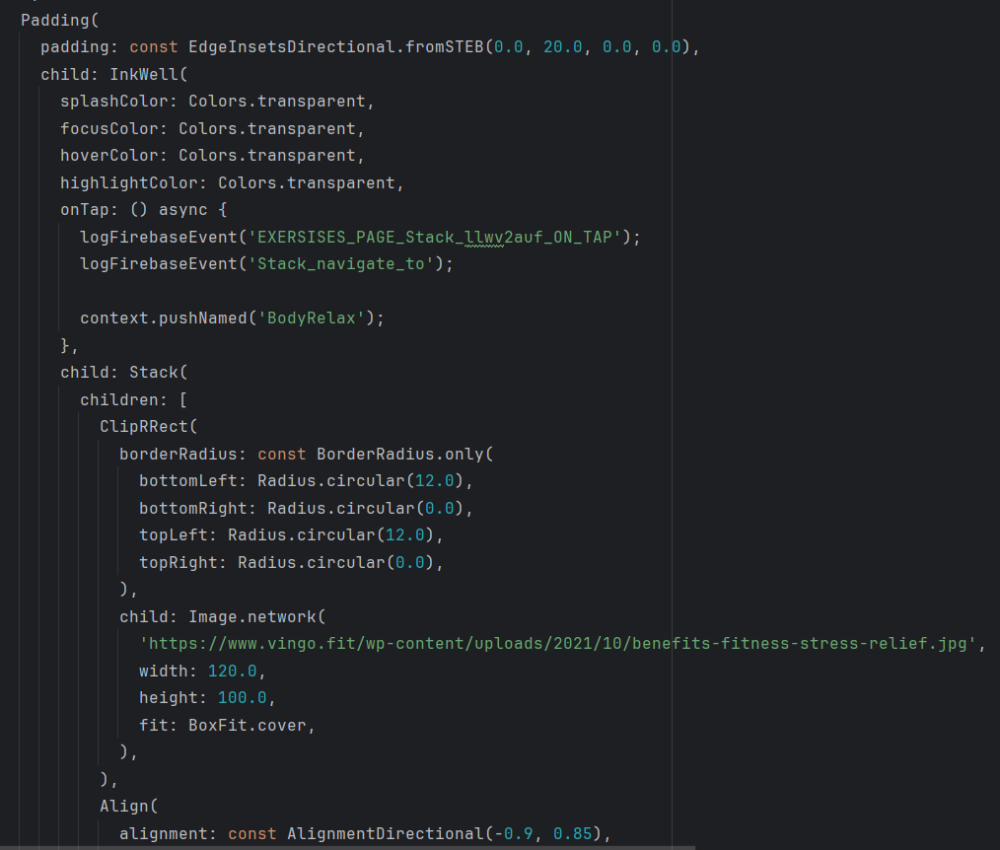 Padding(
  padding: const EdgeInsetsDirectional.fromSTEB(0.0, 20.0, 0.0, 0.0),
  child: InkWell(
    splashColor: Colors.transparent,
    focusColor: Colors.transparent,
    hoverColor: Colors.transparent,
    highlightColor: Colors.transparent,
    onTap: () async {
      logFirebaseEvent('EXERSISES_PAGE_Stack_llwv2auf_ON_TAP');
      logFirebaseEvent('Stack_navigate_to');

      context.pushNamed('BodyRelax');
    },
    child: Stack(
      children: [
        ClipRRect(
          borderRadius: const BorderRadius.only(
            bottomLeft: Radius.circular(12.0),
            bottomRight: Radius.circular(0.0),
            topLeft: Radius.circular(12.0),
            topRight: Radius.circular(0.0),
          ),
          child: Image.network(
            'https://www.vingo.fit/wp-content/uploads/2021/10/benefits-fitness-stress-relief.jpg',
            width: 120.0,
            height: 100.0,
            fit: BoxFit.cover,
          ),
        ),
        Align(
          alignment: const AlignmentDirectional(-0.9, 0.85),